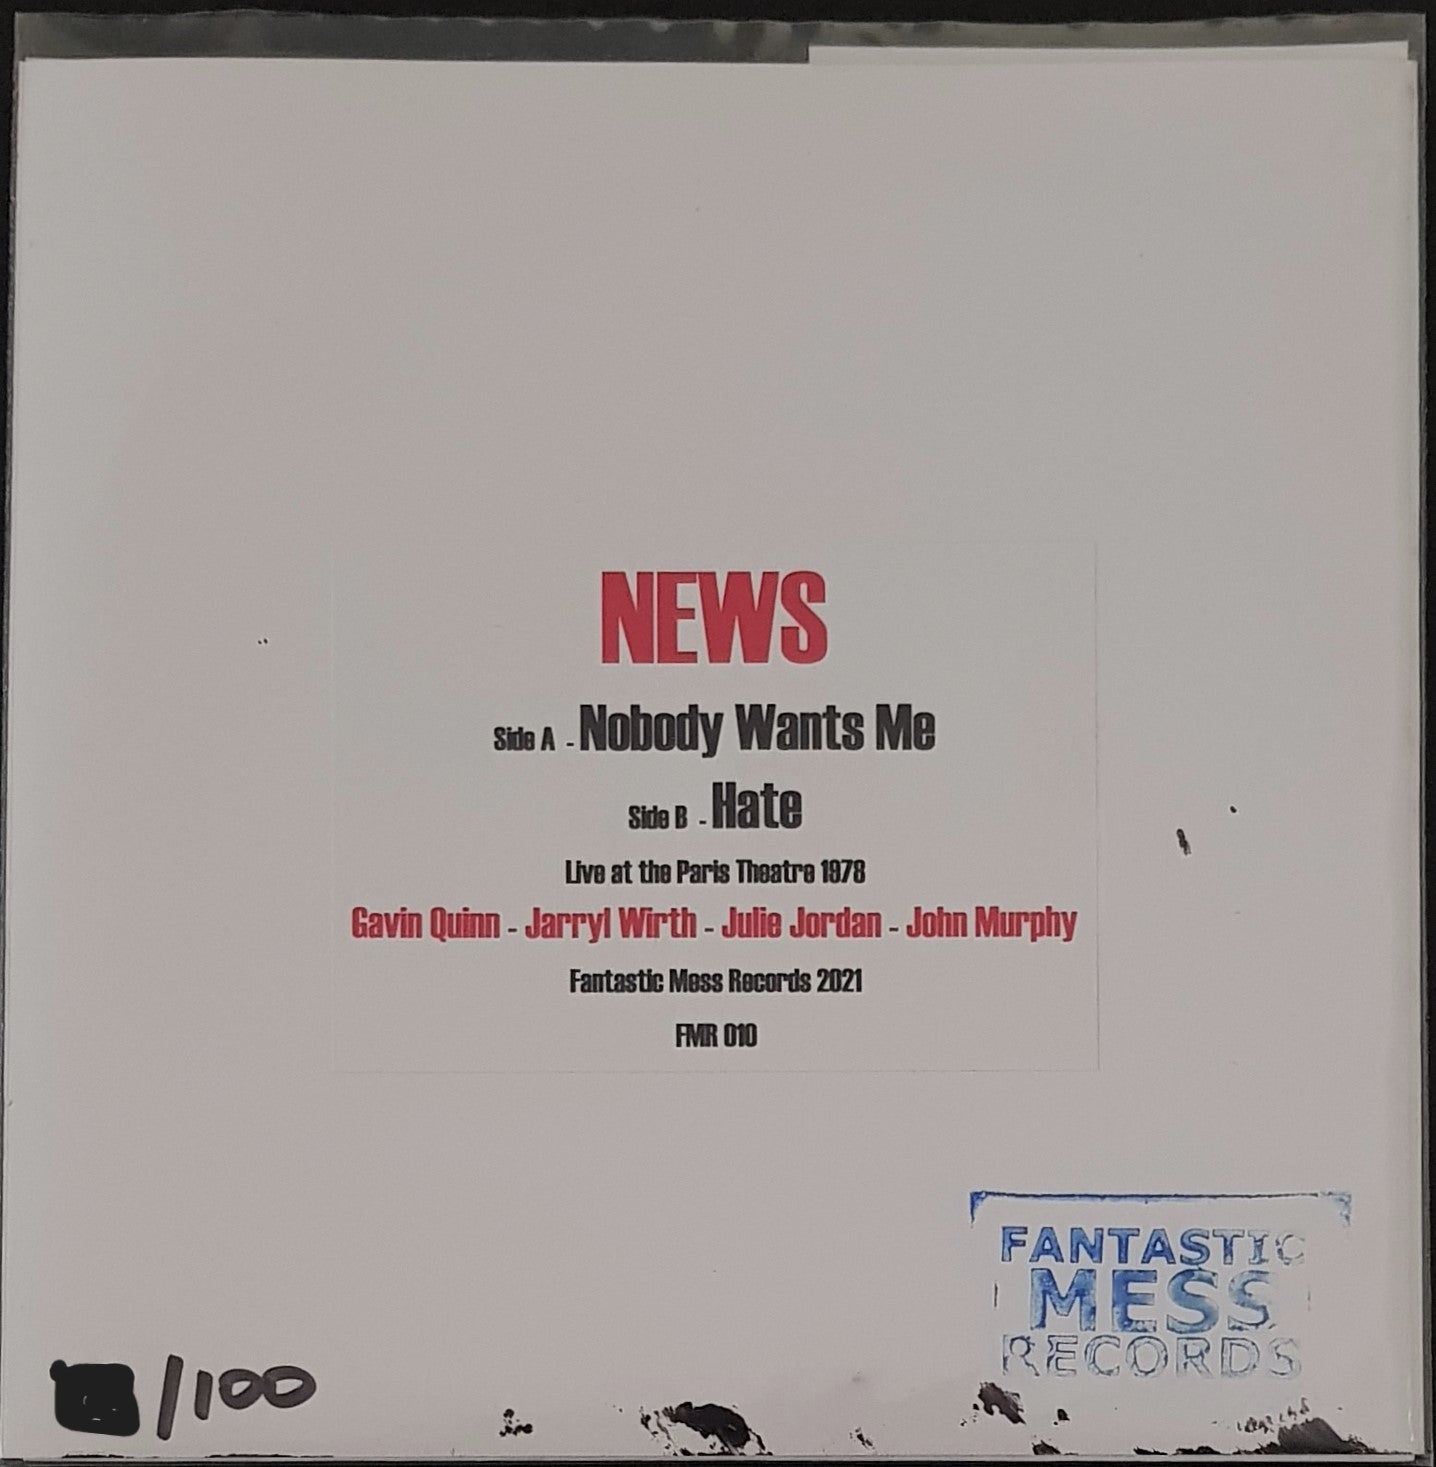 NEWS
Side A - Nobody Wants Me
Side B - Hate
Live at the Paris Theatre 1978
Gavin Quinn - Jarryl Wirth - Julie Jordan - John Murphy
Fantastic Mess Records 2021
FMR 010
FANTASTIC
MESS
RECORDS
/100